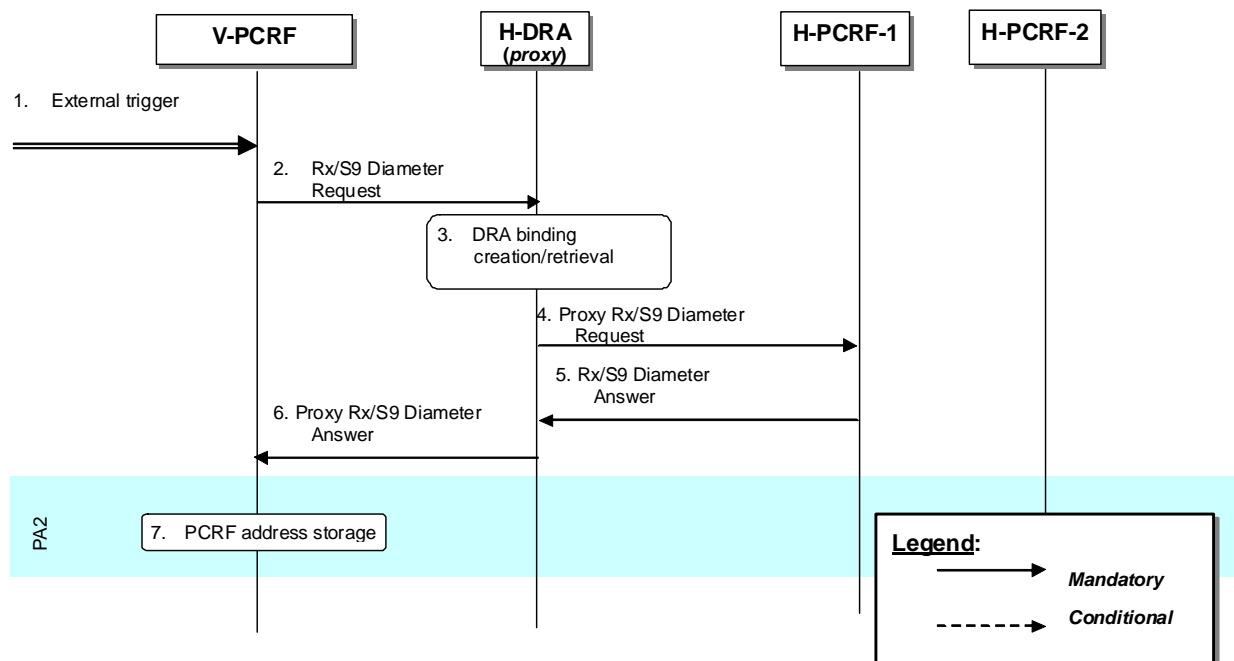 V-PCRF
H-DRA
(proxy)
H-PCRF-1
H-PCRF-2
1. External trigger
2. Rx/S9 Diameter
Request
3. DRA binding
creation/retrieval
4. Proxy Rx/S9 Diameter
Request
5. Rx/S9 Diameter
Answer
6. Proxy Rx/S9 Diameter
Answer
PA2
7. PCRF address storage
Legend:
Mandatory
Conditional